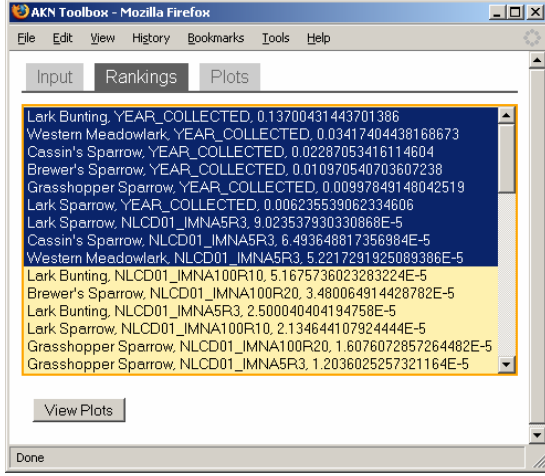 AKN Toolbox - Mozilla Firefox
File Edit View History Bookmarks Tools Help
Input Rankings Plots
Lark Bunting, YEAR_COLLECTED, 0.13700431443701386
Western Meadowlark, YEAR_COLLECTED, 0.03417404438168673
Cassin's Sparrow, YEAR_COLLECTED, 0.02287053416114604
Brewer's Sparrow, YEAR_COLLECTED, 0.010970540703607238
Grasshopper Sparrow, YEAR_COLLECTED, 0.00997849148042519
Lark Sparrow, YEAR_COLLECTED, 0.006235539062334606
Lark Sparrow, NLCD01_IMNA5R3, 9.023537930330868E-5
Cassin's Sparrow, NLCD01_IMNA5R3, 6.493648817356984E-5
Western Meadowlark, NLCD01_IMNA5R3, 5.2217291925089386E-5
Lark Bunting, NLCD01_IMNA100R10, 5.1675736023283224E-5
Brewer's Sparrow, NLCD01_IMNA100R20, 3.480064914428782E-5
Lark Bunting, NLCD01_IMNA5R3, 2.500040404194758E-5
Lark Sparrow, NLCD01_IMNA100R10, 2.134644107924444E-5
Grasshopper Sparrow, NLCD01_IMNA100R20, 1.6076072857264482E-5
Grasshopper Sparrow, NLCD01_IMNA5R3, 1.2036025257321164E-5
View Plots
Done